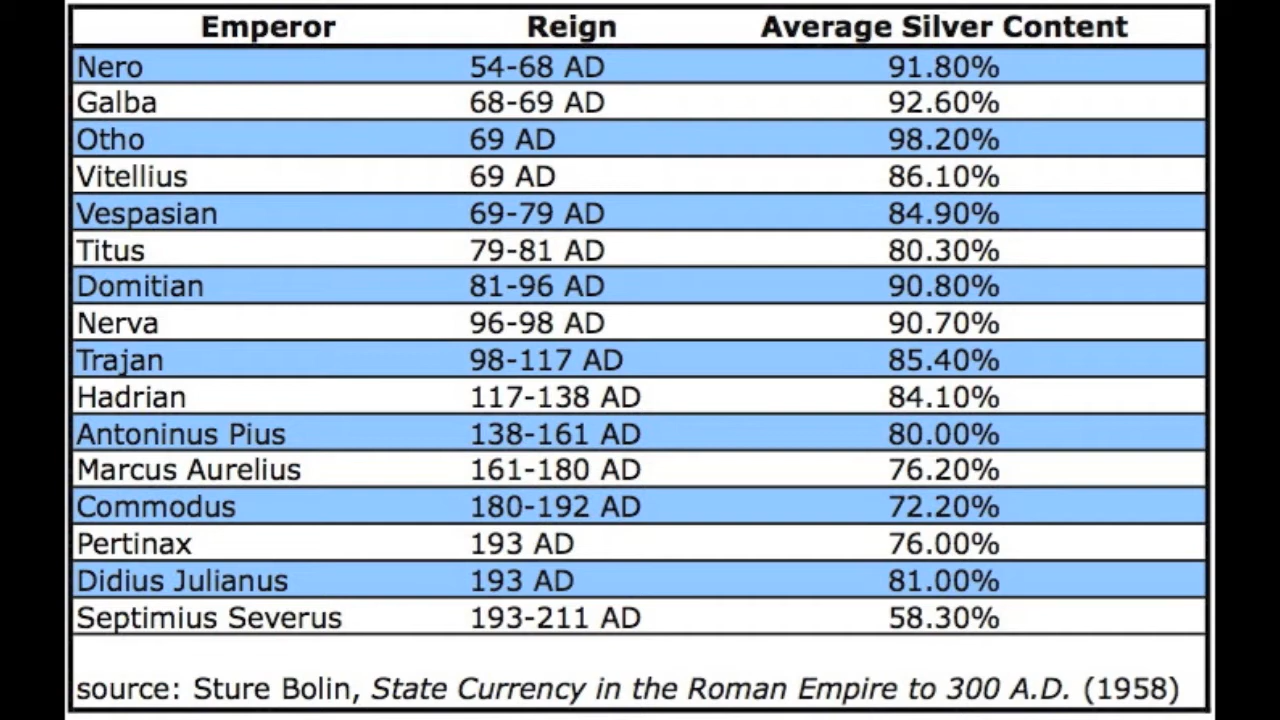 Emperor Reign Average Silver Content
Nero 54-68 AD 91.80%
Galba 68-69 AD 92.60%
Otho 69 AD 98.20%
Vitellius 69 AD 86.10%
Vespasian 69-79 AD 84.90%
Titus 79-81 AD 80.30%
Domitian 81-96 AD 90.80%
Nerva 96-98 AD 90.70%
Trajan 98-117 AD 85.40%
Hadrian 117-138 AD 84.10%
Antoninus Pius 138-161 AD 80.00%
Marcus Aurelius 161-180 AD 76.20%
Commodus 180-192 AD 72.20%
Pertinax 193 AD 76.00%
Didius Julianus 193 AD 81.00%
Septimius Severus 193-211 AD 58.30%
source: Sture Bolin, State Currency in the Roman Empire to 300 A.D. (1958)